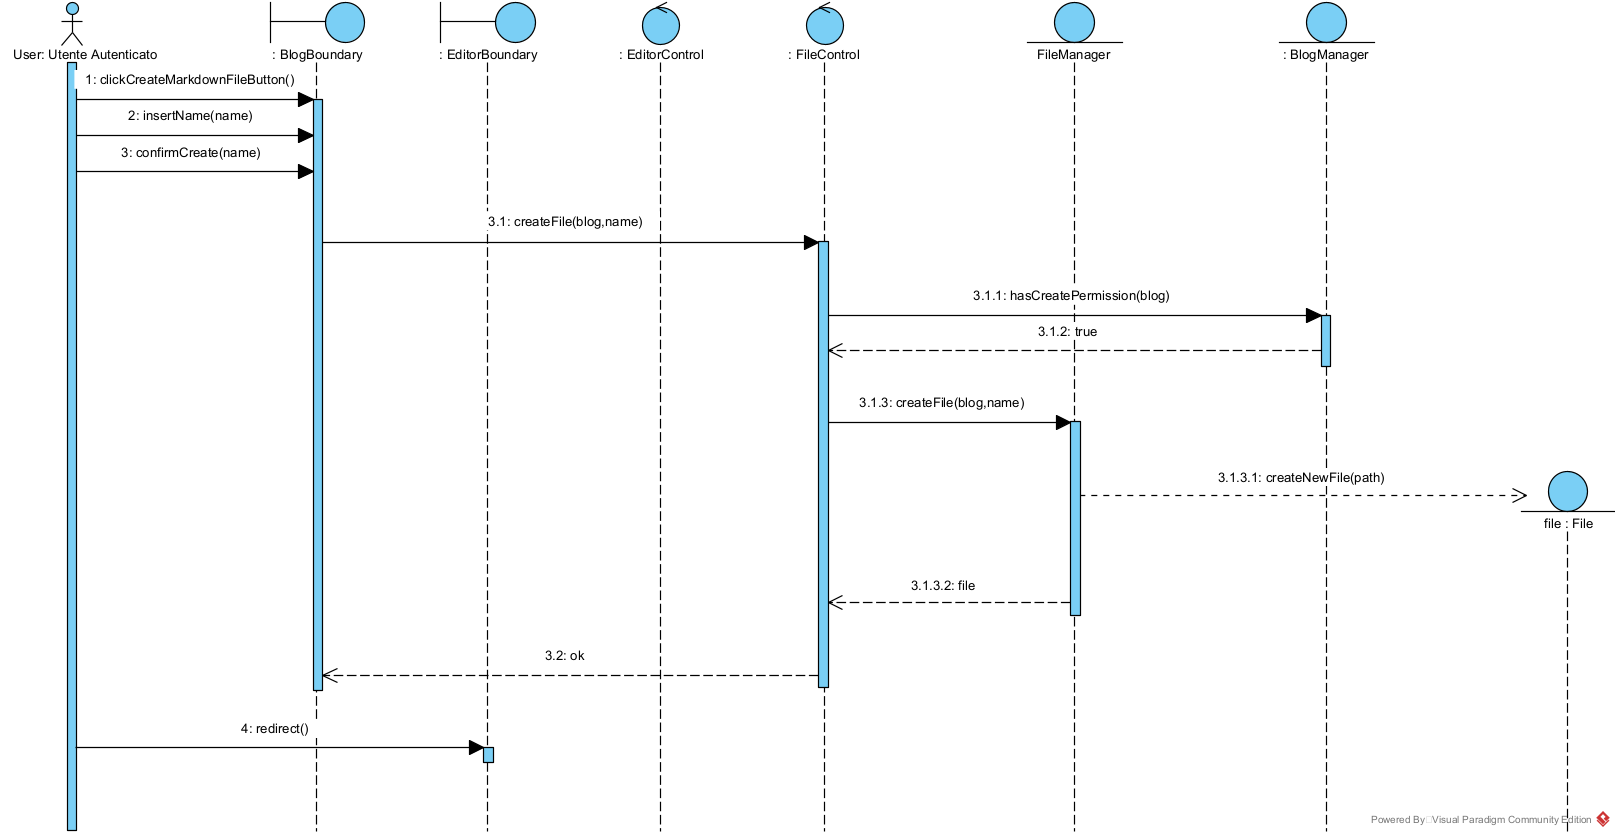 User: Utente Autenticato
: BlogBoundary
: EditorBoundary
: EditorControl
: FileControl
FileManager
: BlogManager
1: clickCreateMarkdownFileButton()
2: insertName(name)
3: confirmCreate(name)
3.1: createFile(blog,name)
3.1.1: hasCreatePermission(blog)
3.1.2: true
3.1.3: createFile(blog,name)
3.1.3.1: createNewFile(path)
file : File
3.1.3.2: file
3.2: ok
4: redirect()
Powered By Visual Paradigm Community Edition